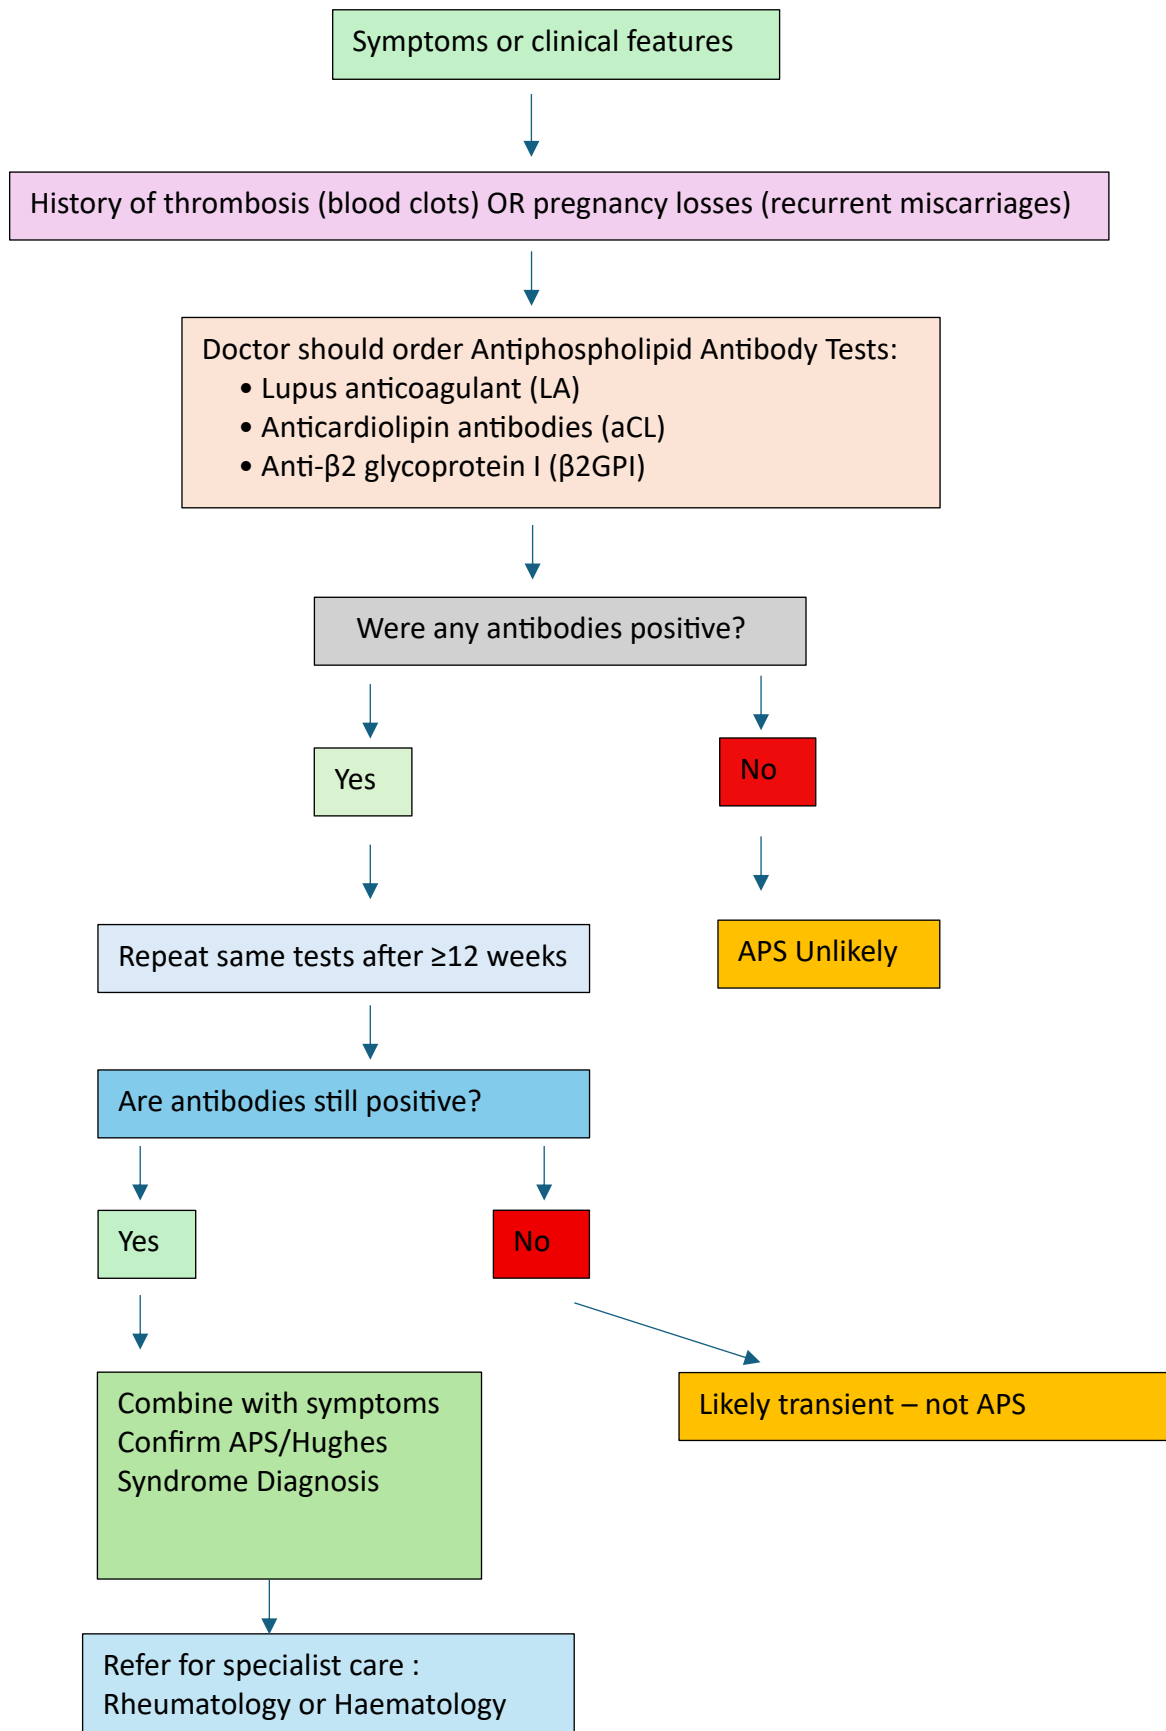 Symptoms or clinical features
History of thrombosis (blood clots) OR pregnancy losses (recurrent miscarriages)
Doctor should order Antiphospholipid Antibody Tests:
• Lupus anticoagulant (LA)
• Anticardiolipin antibodies (aCL)
• Anti-β2 glycoprotein I (β2GPI)
Were any antibodies positive?
Yes
No
Repeat same tests after ≥12 weeks
APS Unlikely
Are antibodies still positive?
Yes
No
Combine with symptoms
Confirm APS/Hughes
Syndrome Diagnosis
Likely transient – not APS
Refer for specialist care :
Rheumatology or Haematology